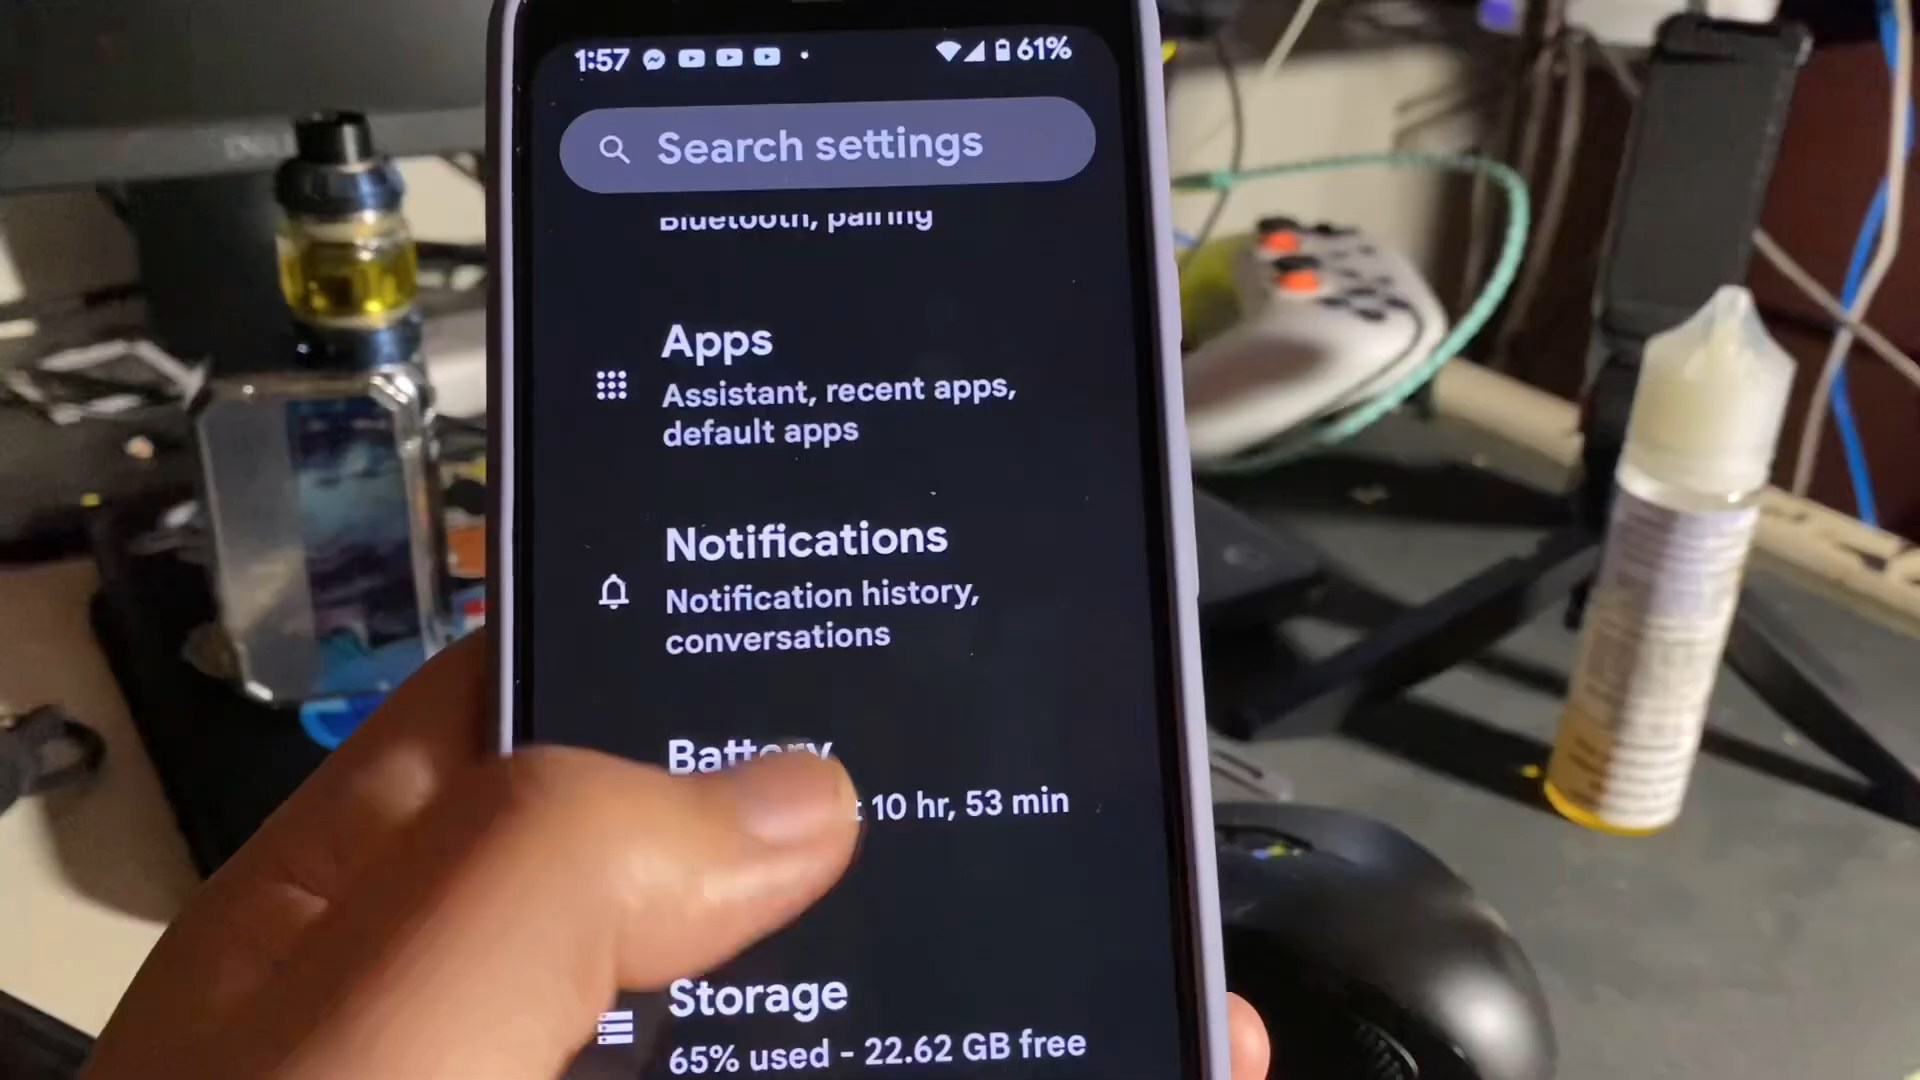 1:57 61%
Search settings
Bluetooth, pairing
Apps
Assistant, recent apps,
default apps
Notifications
Notification history,
conversations
Battery
10 hr, 53 min
Storage
65% used - 22.62 GB free